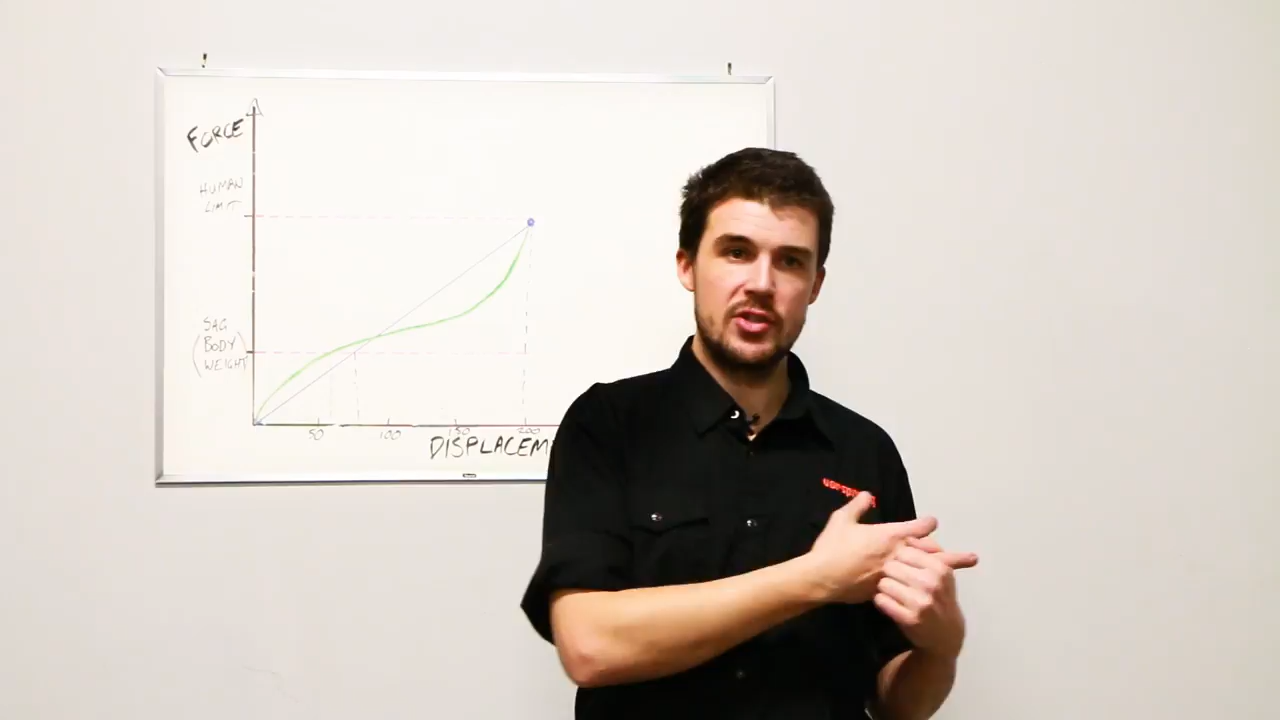 FORCE
HUMAN
LIMIT
SAG
(BODY
WEIGHT)
50 100 150 200
DISPLACEM